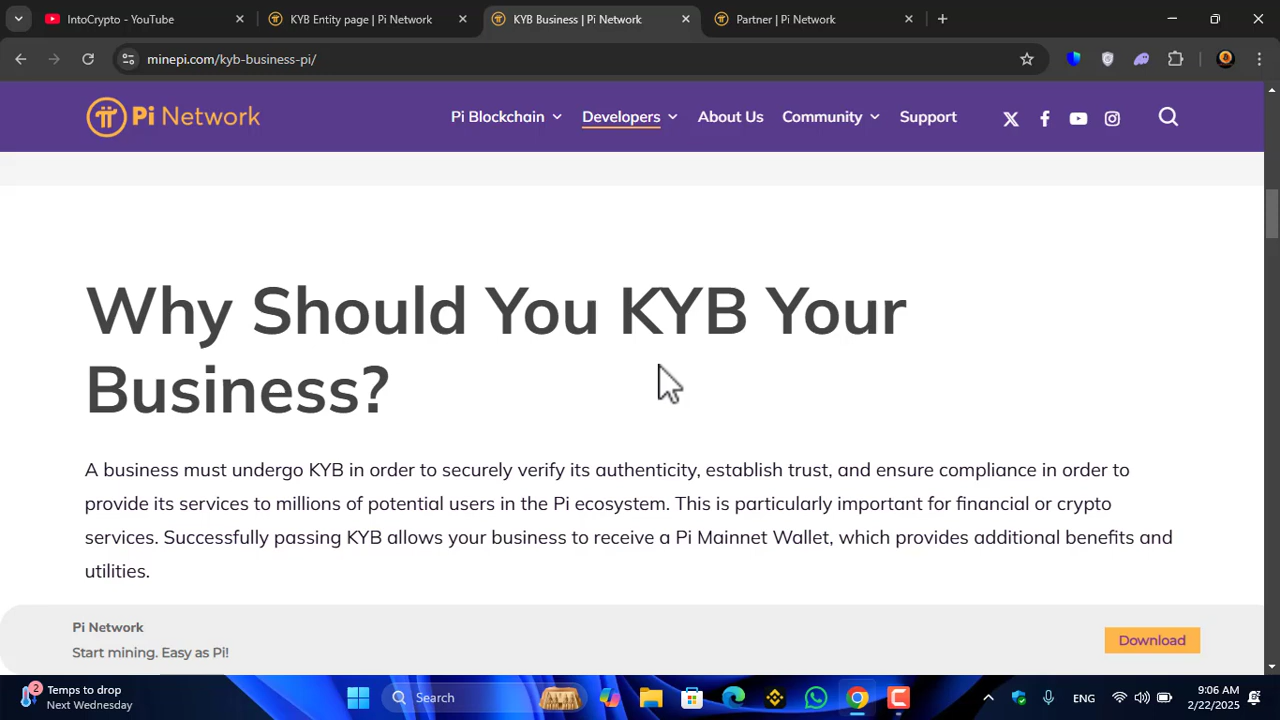 IntoCrypto - YouTube
KYB Entity page | Pi Network
KYB Business | Pi Network
Partner | Pi Network
minepi.com/kyb-business-pi/
Pi Network
Pi Blockchain
Developers
About Us
Community
Support
Why Should You KYB Your
Business?
A business must undergo KYB in order to securely verify its authenticity, establish trust, and ensure compliance in order to
provide its services to millions of potential users in the Pi ecosystem. This is particularly important for financial or crypto
services. Successfully passing KYB allows your business to receive a Pi Mainnet Wallet, which provides additional benefits and
utilities.
Pi Network
Start mining. Easy as Pi!
Download
2
Temps to drop
Next Wednesday
Search
ENG
9:06 AM
2/22/2025